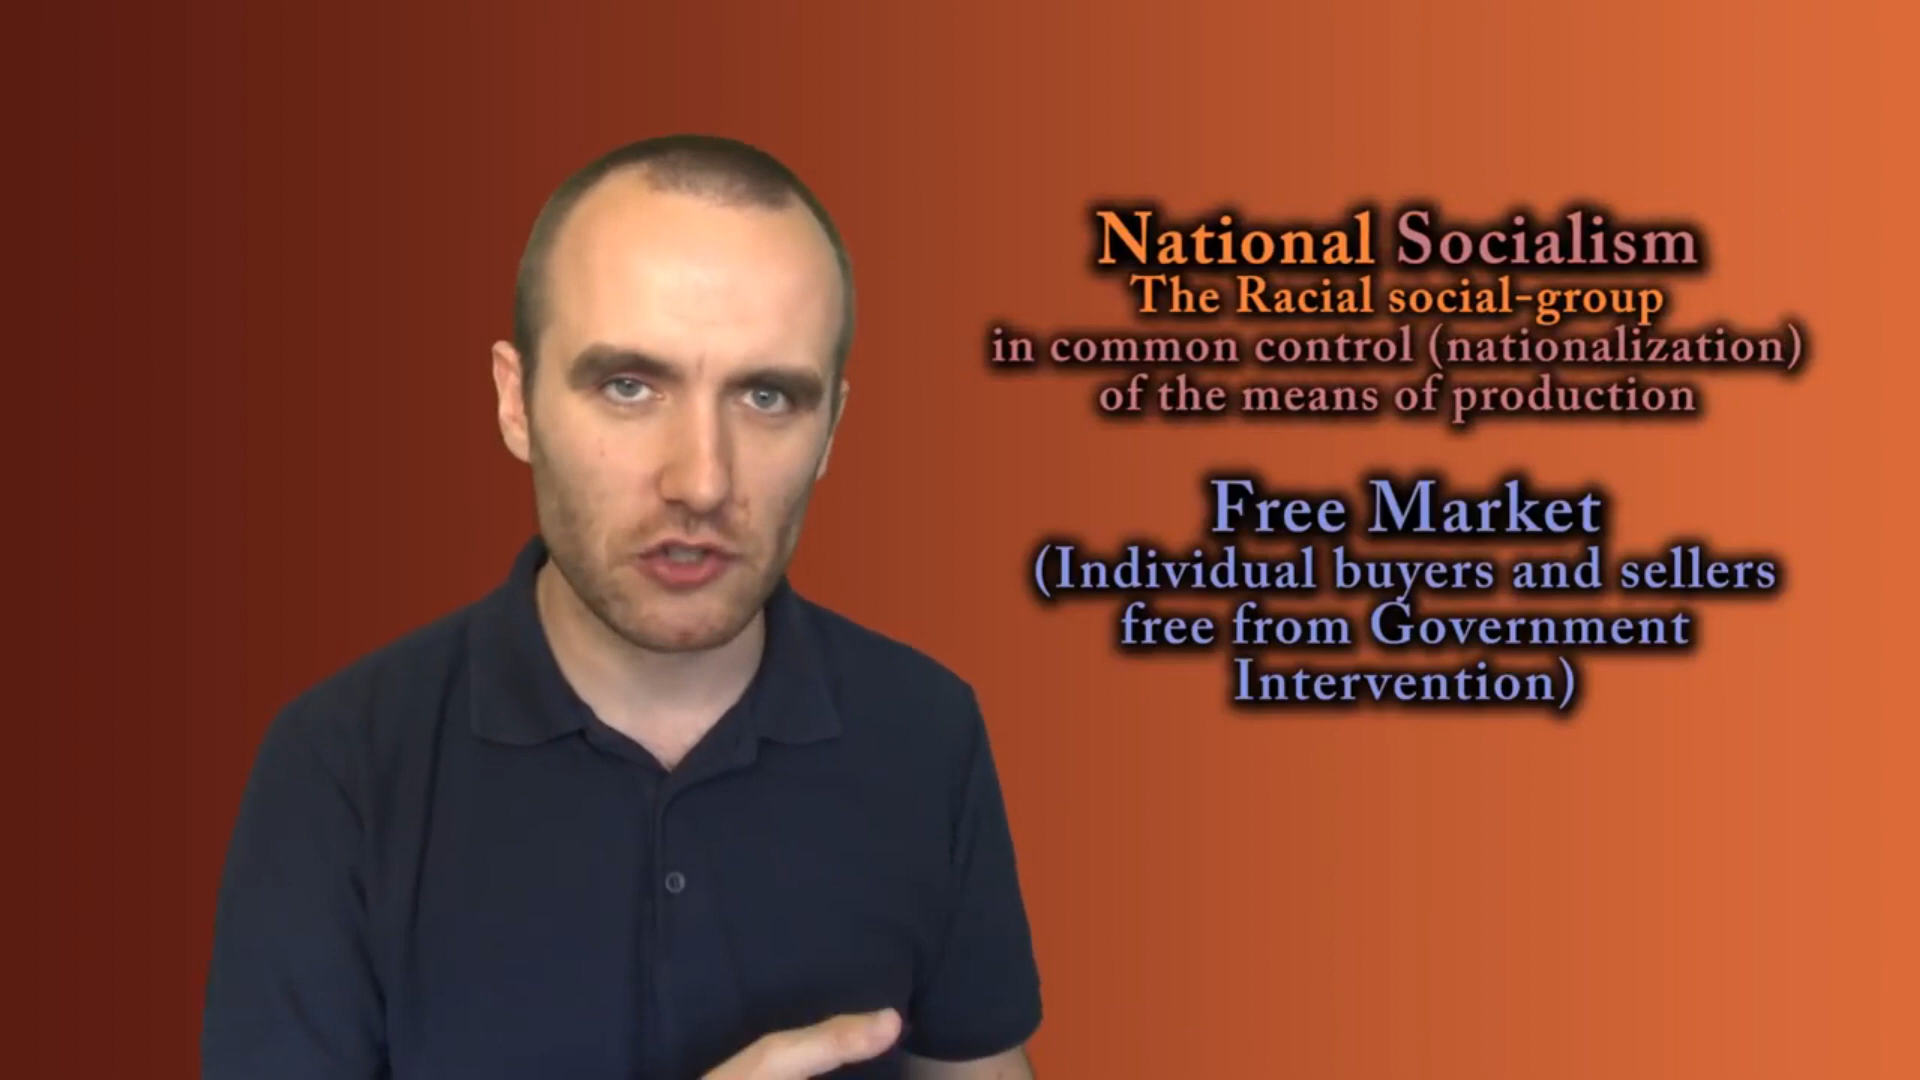 National Socialism
The Racial social-group
in common control (nationalization)
of the means of production
Free Market
(Individual buyers and sellers
free from Government
Intervention)